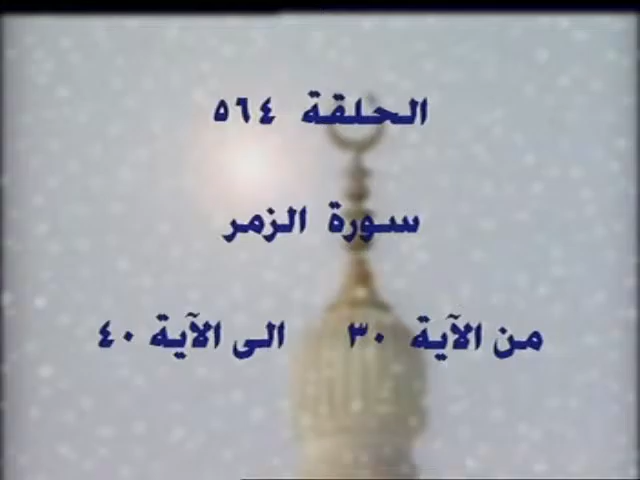 الحلقة ٥٦٤
سورة الزمر
من الآية ٣٠ الى الآية ٤٠